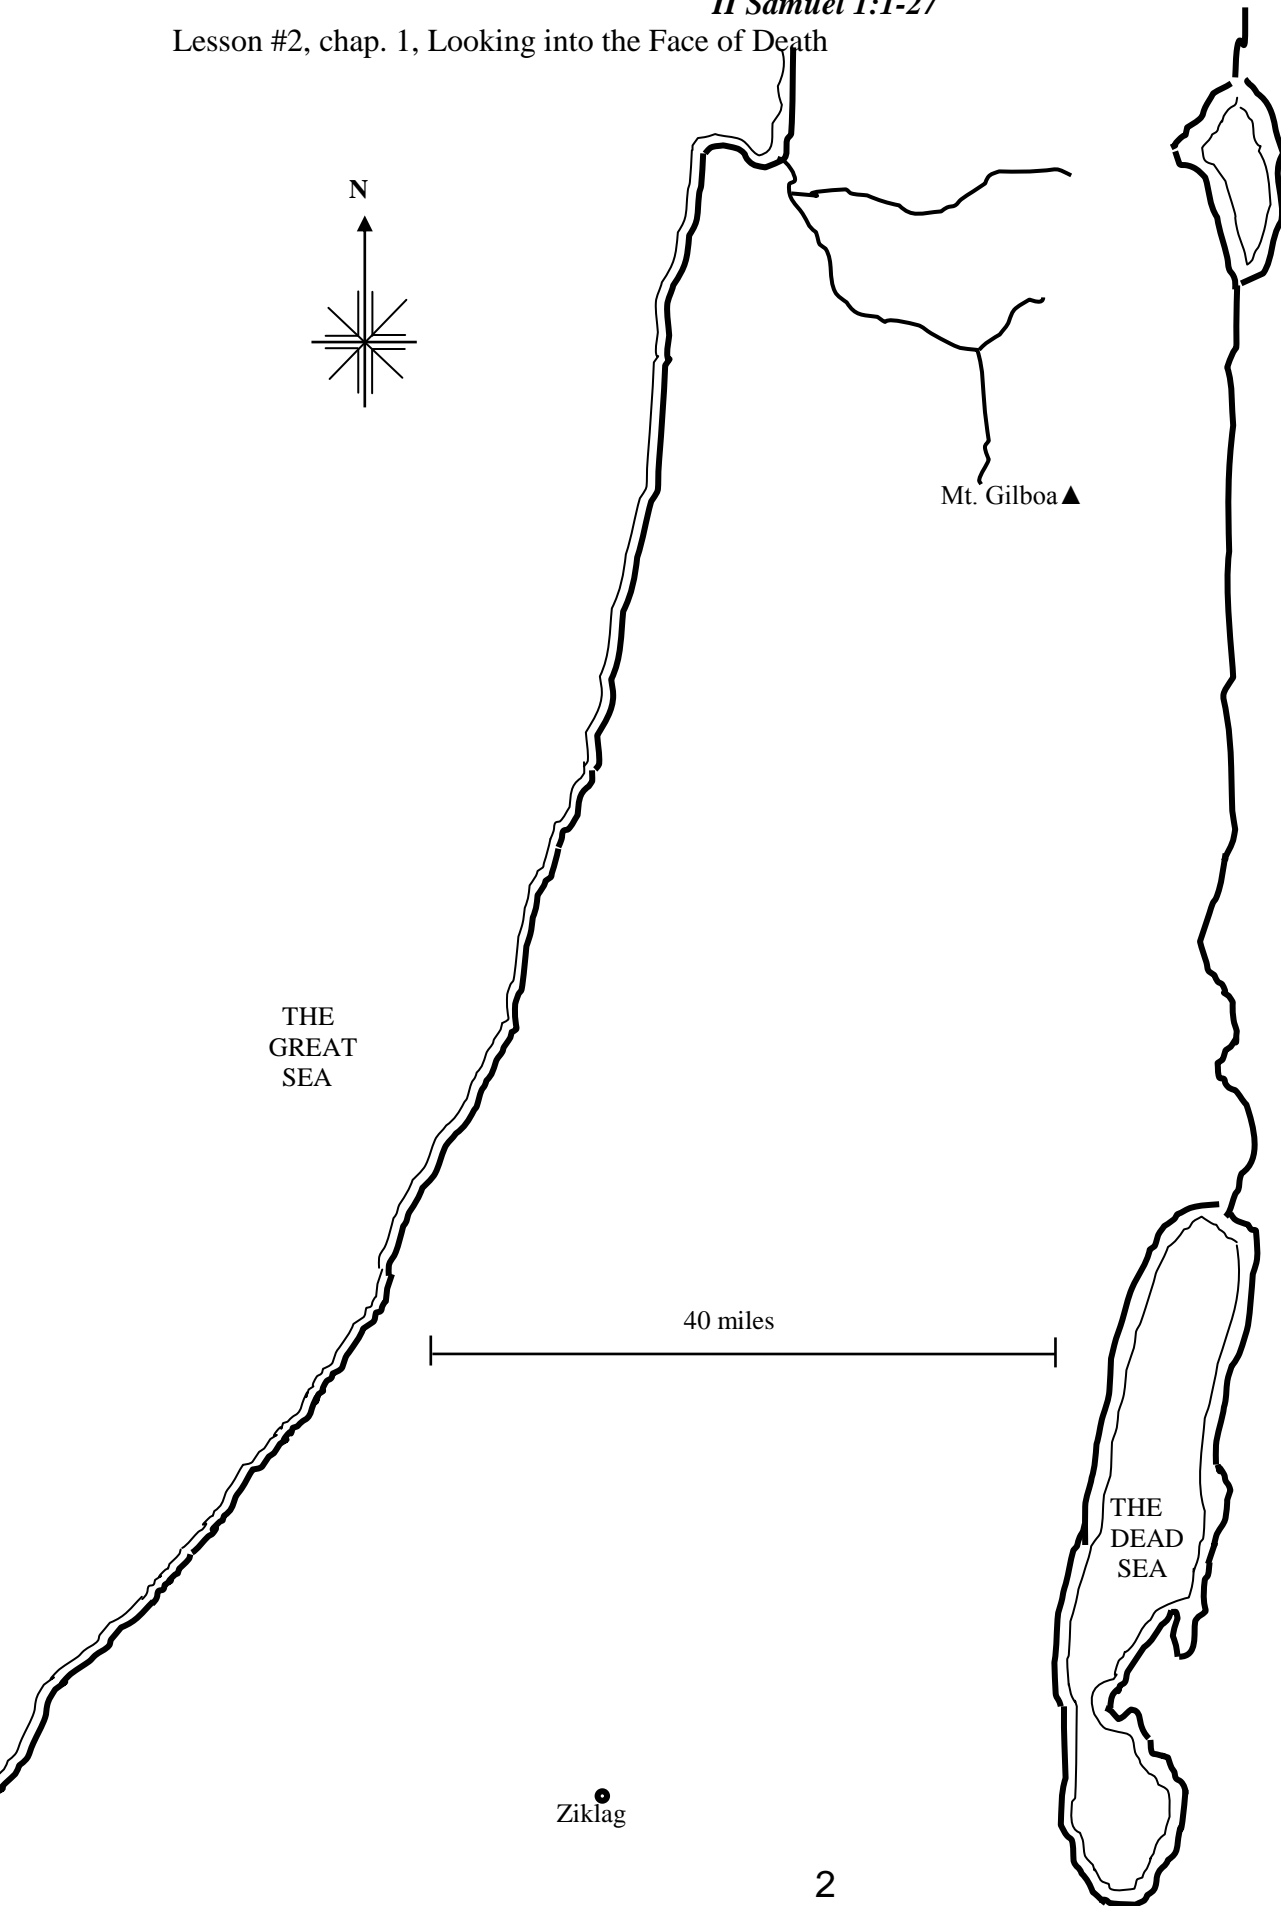 II Samuel 1:1-27
Lesson #2, chap. 1, Looking into the Face of Death
N
Mt. Gilboa
THE
GREAT
SEA
40 miles
THE
DEAD
SEA
Ziklag
2